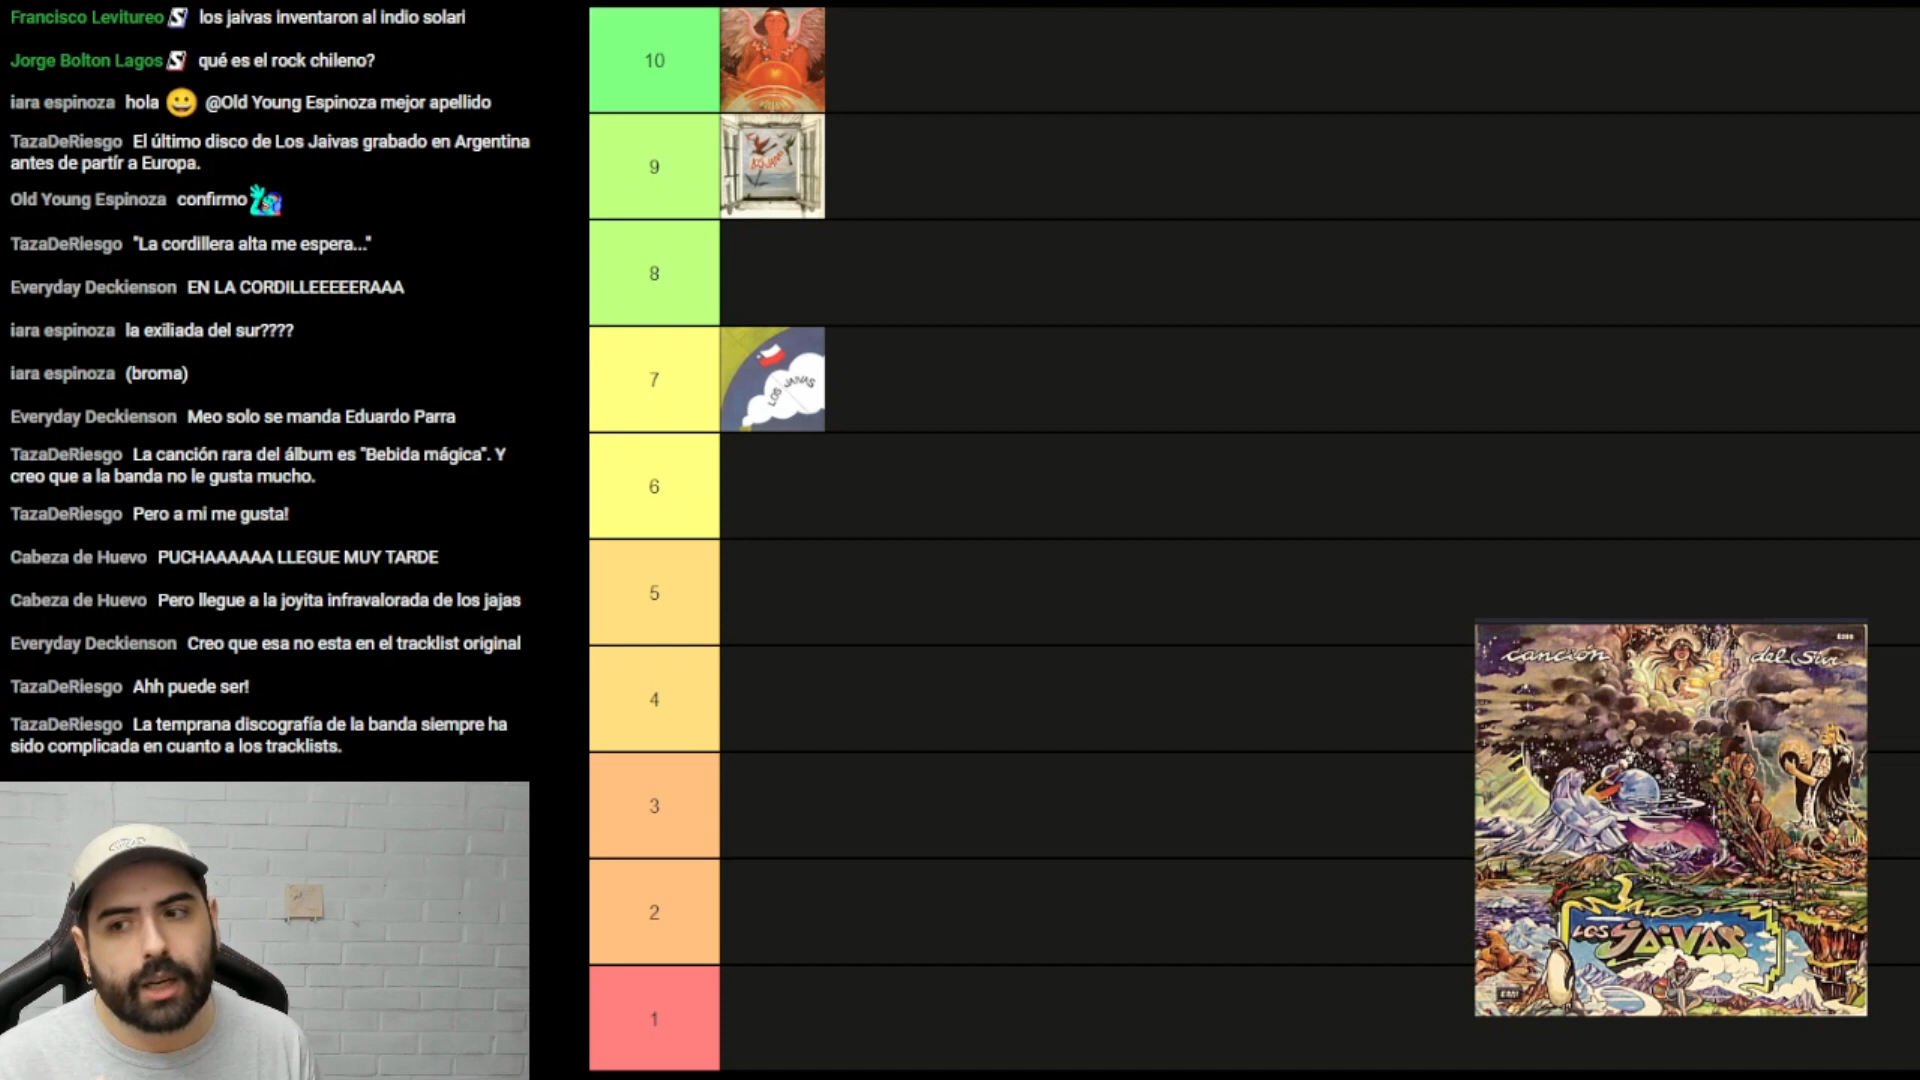 Francisco Levitureo los jaivas inventaron al indio solari
Jorge Bolton Lagos qué es el rock chileno?
iara espinoza hola 😀 @Old Young Espinoza mejor apellido
TazaDeRiesgo El último disco de Los Jaivas grabado en Argentina
antes de partír a Europa.
Old Young Espinoza confirmo
TazaDeRiesgo "La cordillera alta me espera..."
Everyday Deckienson EN LA CORDILLEEEEERAAA
iara espinoza la exiliada del sur????
iara espinoza (broma)
Everyday Deckienson Meo solo se manda Eduardo Parra
TazaDeRiesgo La canción rara del álbum es "Bebida mágica". Y
creo que a la banda no le gusta mucho.
TazaDeRiesgo Pero a mi me gusta!
Cabeza de Huevo PUCHAAAAAA LLEGUE MUY TARDE
Cabeza de Huevo Pero llegue a la joyita infravalorada de los jajas
Everyday Deckienson Creo que esa no esta en el tracklist original
TazaDeRiesgo Ahh puede ser!
TazaDeRiesgo La temprana discografía de la banda siempre ha
sido complicada en cuanto a los tracklists.
10
9
LOS JAIVAS
8
7
LOS JAIVAS
6
5
4
3
2
1
canción del Sur
LOS JAIVAS
EMI